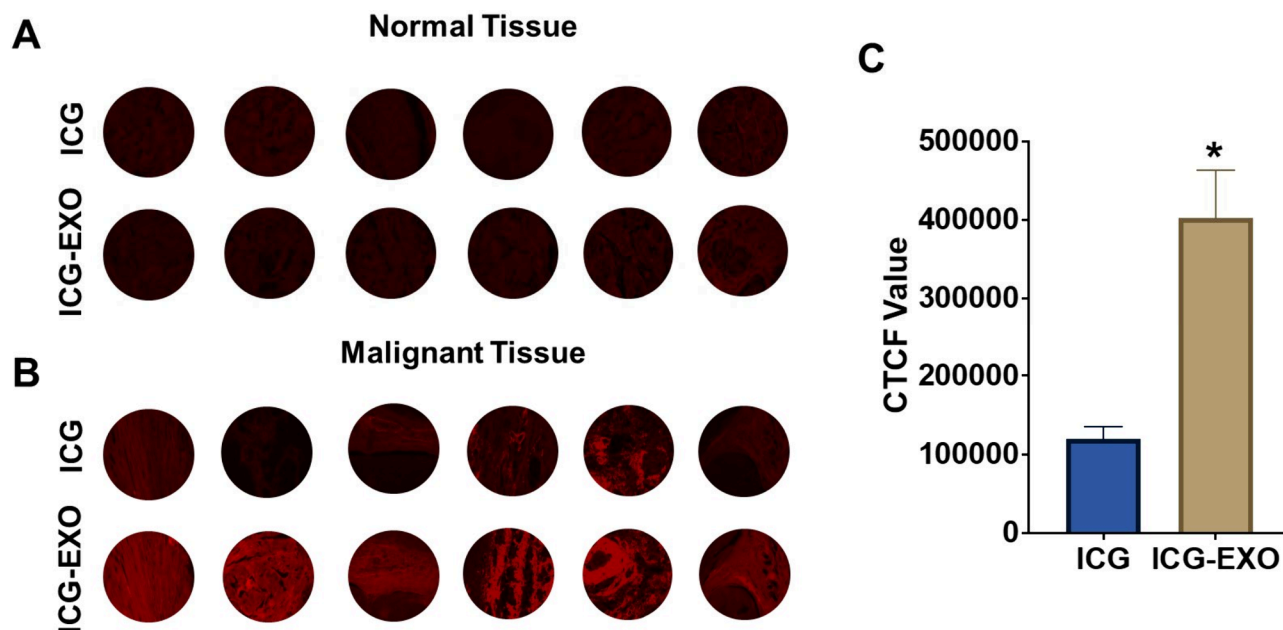 A
Normal Tissue
ICG
ICG-EXO
B
Malignant Tissue
ICG
ICG-EXO
C
CTCF Value
500000
400000
300000
200000
100000
0
*
ICG
ICG-EXO